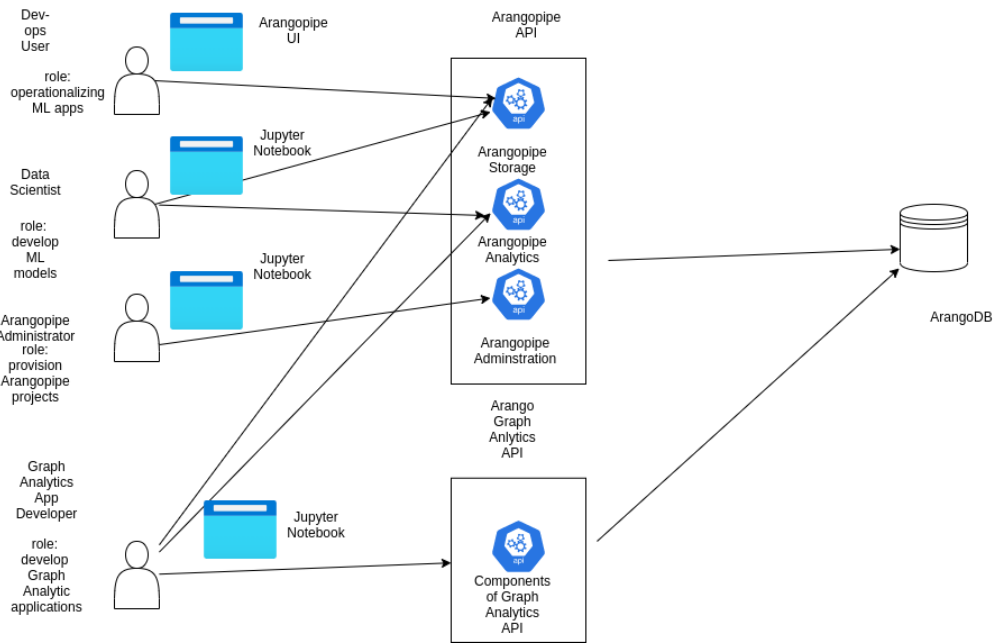 Dev-
ops
User
role:
operationalizing
ML apps
Arangopipe
UI
Arangopipe
API
api
Arangopipe
Storage
Data
Scientist
role:
develop
ML
models
Jupyter
Notebook
api
Arangopipe
Analytics
Arangopipe
Administrator
role:
provision
Arangopipe
projects
Jupyter
Notebook
api
Arangopipe
Adminstration
ArangoDB
Arango
Graph
Anlytics
API
Graph
Analytics
App
Developer
role:
develop
Graph
Analytic
applications
Jupyter
Notebook
api
Components
of Graph
Analytics
API